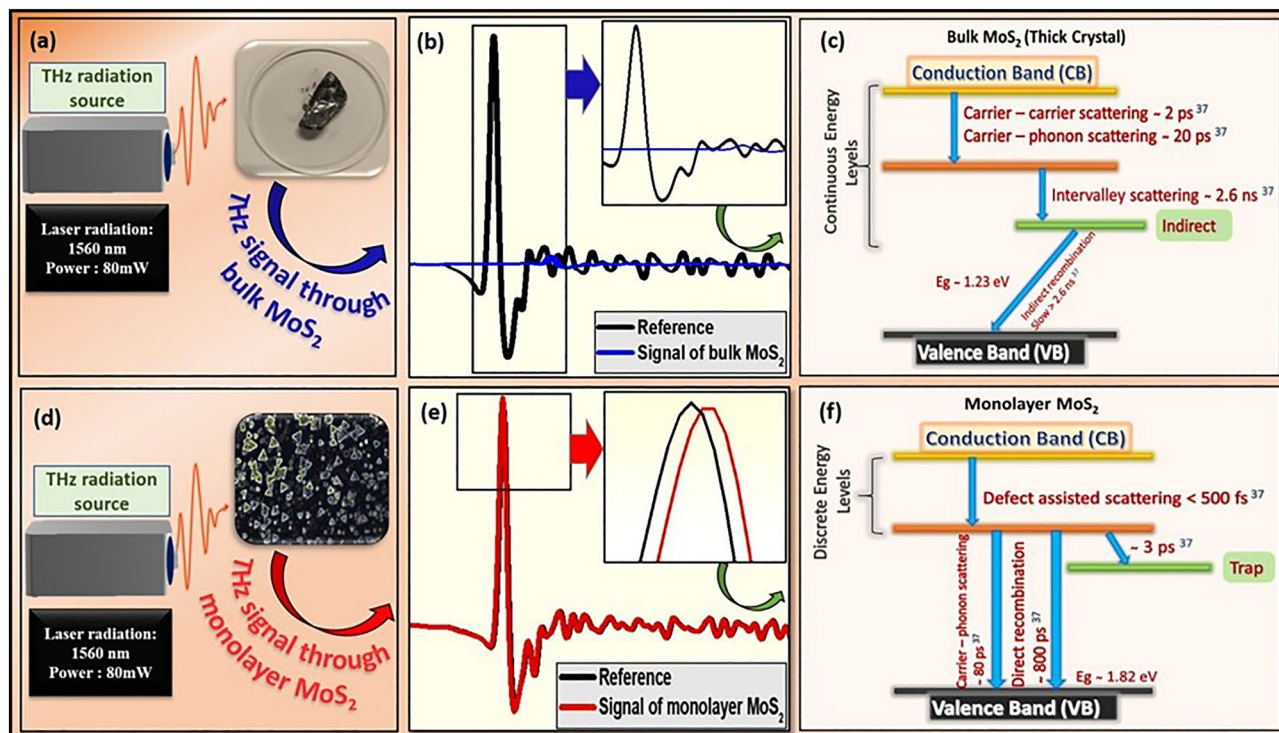 (a)
THz radiation
source
Laser radiation:
1560 nm
Power : 80mW
THz signal through
bulk MoS₂
(b)
Reference
Signal of bulk MoS₂
(c)
Bulk MoS₂ (Thick Crystal)
Conduction Band (CB)
Continuous Energy
Levels
Carrier – carrier scattering ~ 2 ps ³⁷
Carrier – phonon scattering ~ 20 ps ³⁷
Intervalley scattering ~ 2.6 ns ³⁷
Indirect
Eg ~ 1.23 eV
Indirect recombination
Slow > 2.6 ns ³⁷
Valence Band (VB)
(d)
THz radiation
source
Laser radiation:
1560 nm
Power : 80mW
THz signal through
monolayer MoS₂
(e)
Reference
Signal of monolayer MoS₂
(f)
Monolayer MoS₂
Conduction Band (CB)
Discrete Energy
Levels
Defect assisted scattering < 500 fs ³⁷
~ 3 ps ³⁷
Trap
Carrier – phonon scattering
~ 80 ps ³⁷
Direct recombination
~ 800 ps ³⁷
Eg ~ 1.82 eV
Valence Band (VB)